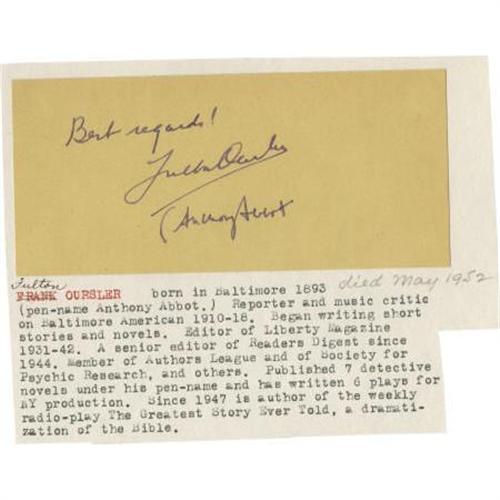 Best regards!
Fulton Oursler
(Anthony Abbot
Fulton
FRANK OURSLER born in Baltimore 1893 died May 1952
(pen-name Anthony Abbot.) Reporter and music critic
on Baltimore American 1910-18. Began writing short
stories and novels. Editor of Liberty Magazine
1931-42. A senior editor of Readers Digest since
1944. Member of Authors League and of Society for
Psychic Research, and others. Published 7 detective
novels under his pen-name and has written 6 plays for
NY production. Since 1947 is author of the weekly
radio-play The Greatest Story Ever Told, a dramati-
zation of the Bible.